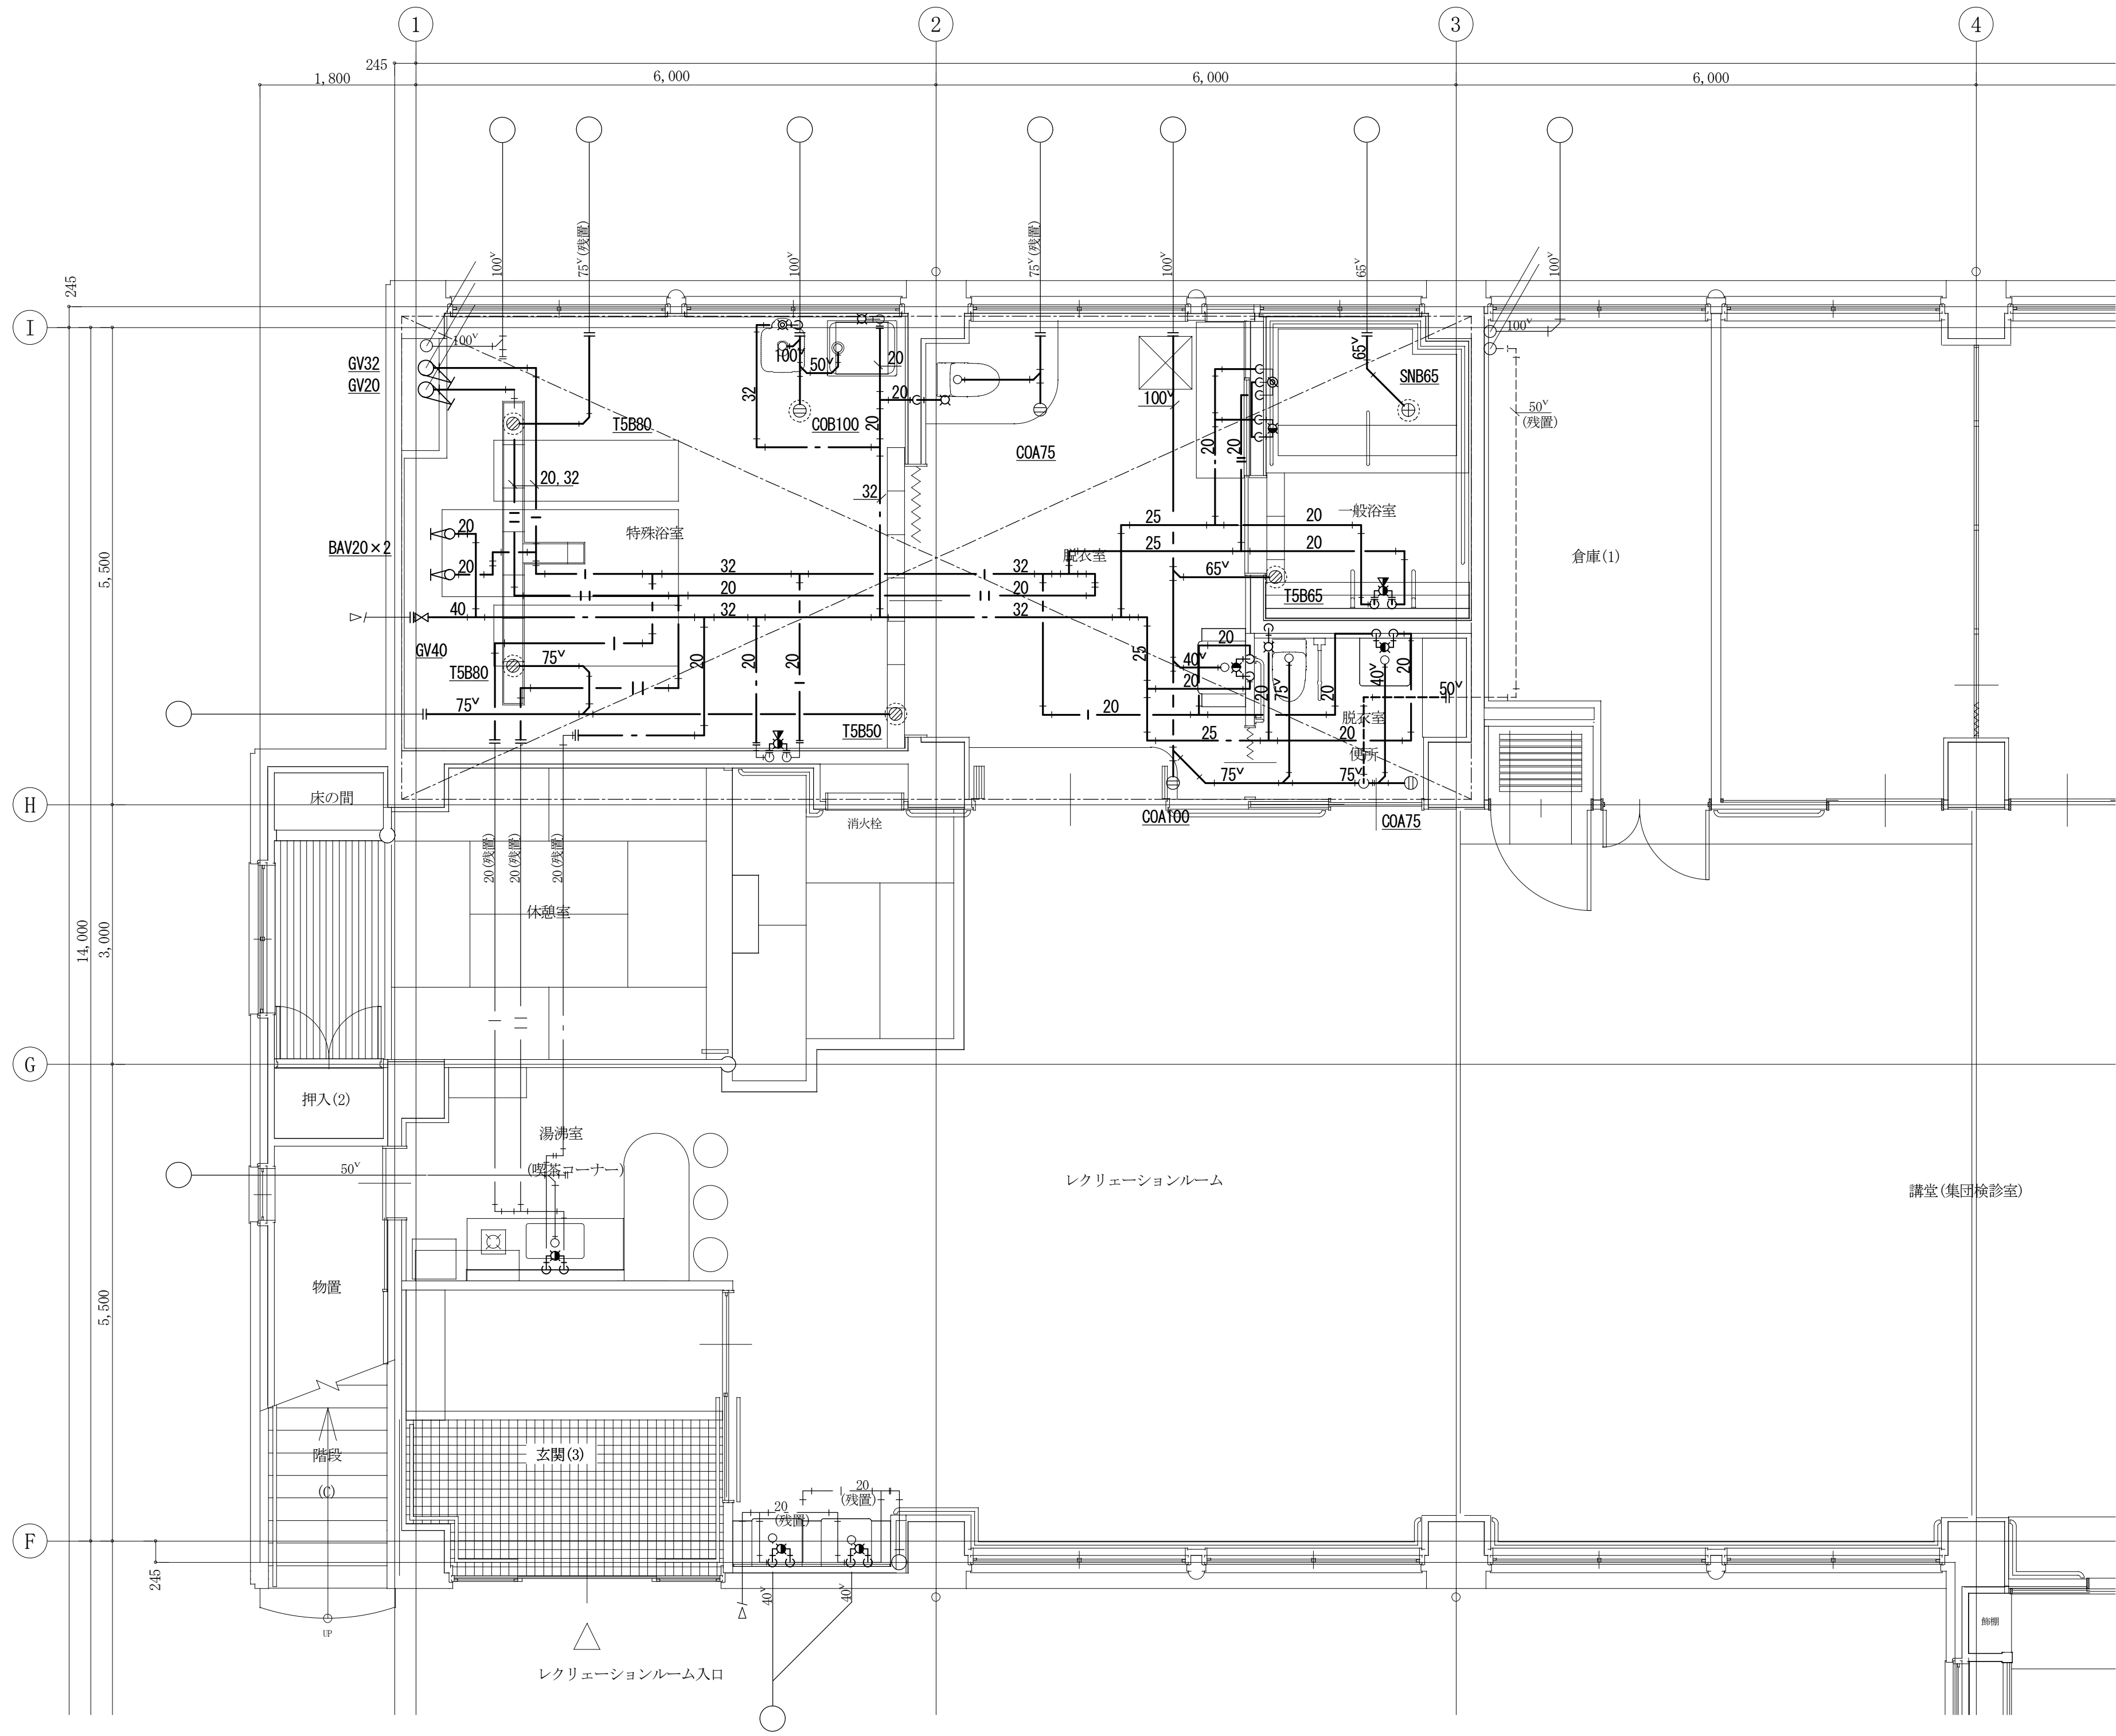 1
2
3
4
245
1,800
6,000
6,000
6,000
100ᵛ
75ᵛ(残置)
100ᵛ
75ᵛ(残置)
100ᵛ
65ᵛ
100ᵛ
245
I
GV32
GV20
100ᵛ
100ᵛ
50ᵛ
20
32
20
T5B80
COB100
20
COA75
100ᵛ
65ᵛ
SNB65
100ᵛ
50ᵛ
(残置)
20
20
20,32
32
20
BAV20×2
20
特殊浴室
脱衣室
一般浴室
倉庫(1)
25
20
25
20
32
32
65ᵛ
20
20
T5B65
40
32
32
GV40
T5B80
75ᵛ
20
20
20
25
20
40ᵛ
20
20
75ᵛ
20
40ᵛ
20
50ᵛ
75ᵛ
T5B50
20
脱衣室
25
20
便所
75ᵛ
75ᵛ
5,500
H
床の間
消火栓
COA100
COA75
20(残置)
20(残置)
20(残置)
休憩室
14,000
3,000
G
押入(2)
湯沸室
(喫茶コーナー)
50ᵛ
レクリェーションルーム
講堂(集団検診室)
物置
5,500
階段
(C)
玄関(3)
20
(残置)
20
(残置)
F
245
40ᵛ
40ᵛ
UP
飾棚
レクリェーションルーム入口